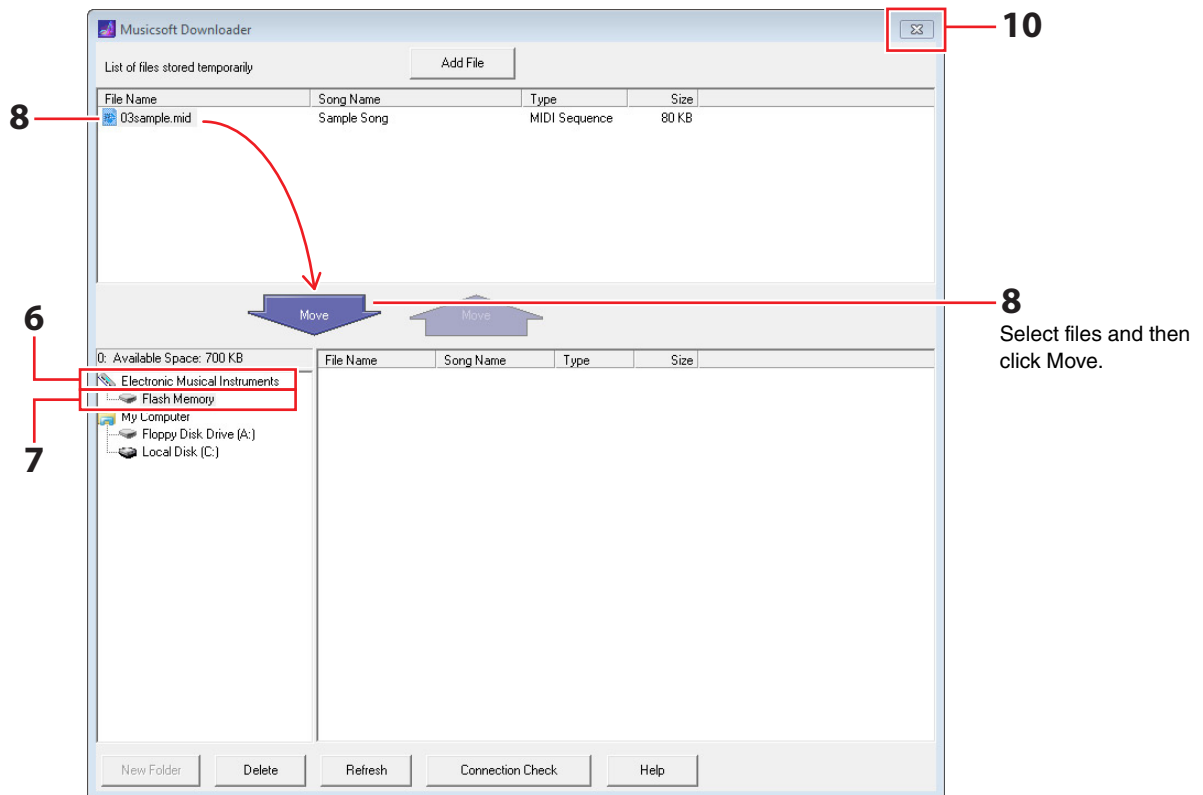 Musicsoft Downloader
10
List of files stored temporarily
Add File
File Name Song Name Type Size
8
03sample.mid Sample Song MIDI Sequence 80 KB
Move
Move
8
Select files and then
click Move.
6
0: Available Space: 700 KB
File Name Song Name Type Size
Electronic Musical Instruments
Flash Memory
My Computer
Floppy Disk Drive (A:)
Local Disk (C:)
7
New Folder Delete Refresh Connection Check Help